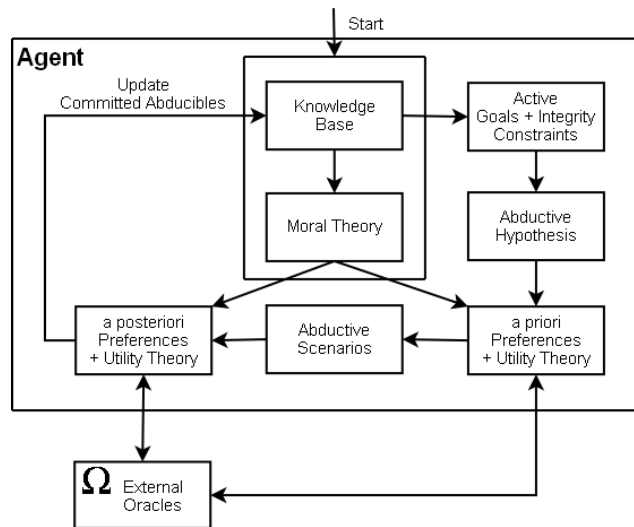 Start
Agent
Update
Committed Abducibles
Knowledge
Base
Active
Goals + Integrity
Constraints
Moral Theory
Abductive
Hypothesis
a posteriori
Preferences
+ Utility Theory
Abductive
Scenarios
a priori
Preferences
+ Utility Theory
Ω
External
Oracles